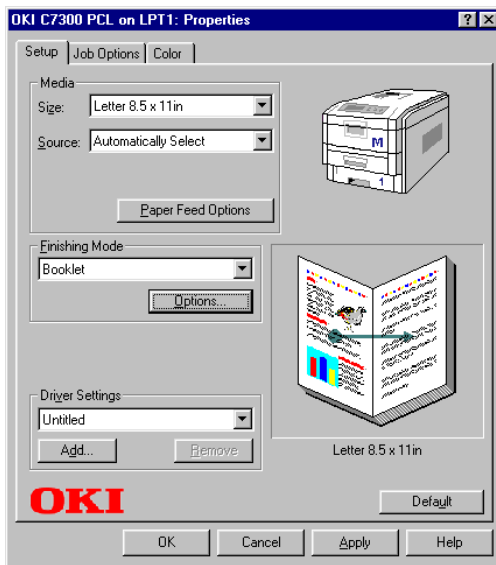 OKI C7300 PCL on LPT1: Properties
Setup
Job Options
Color
Media
Size:
Letter 8.5 x 11in
Source:
Automatically Select
Paper Feed Options
M
1
Finishing Mode
Booklet
Options...
Driver Settings
Untitled
Add...
Remove
Letter 8.5 x 11in
OKI
Default
OK
Cancel
Apply
Help